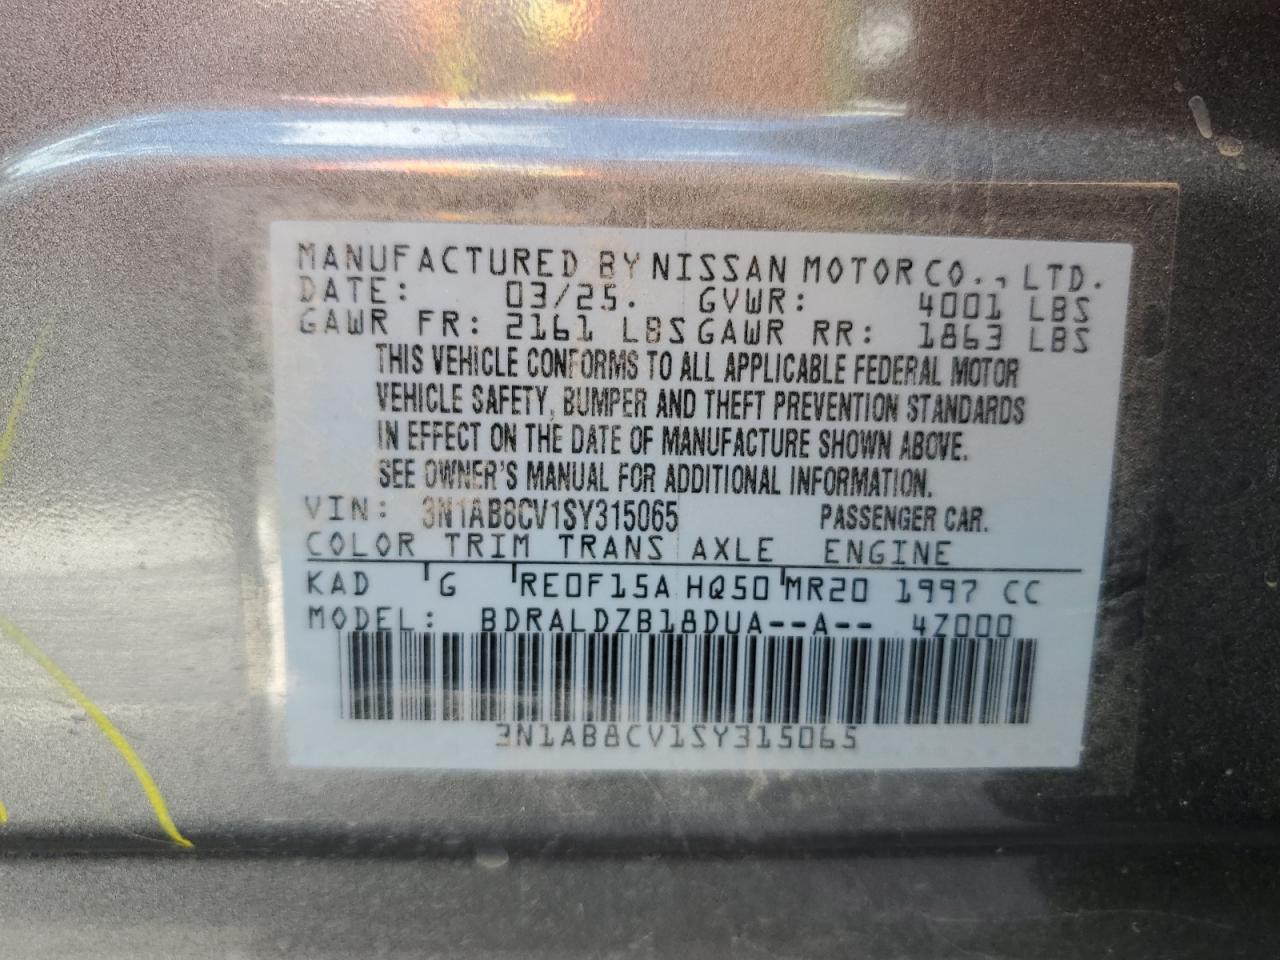 MANUFACTURED BY NISSAN MOTOR CO., LTD.
DATE: 03/25. GVWR: 4001 LBS
GAWR FR: 2161 LBS GAWR RR: 1863 LBS
THIS VEHICLE CONFORMS TO ALL APPLICABLE FEDERAL MOTOR
VEHICLE SAFETY, BUMPER AND THEFT PREVENTION STANDARDS
IN EFFECT ON THE DATE OF MANUFACTURE SHOWN ABOVE.
SEE OWNER'S MANUAL FOR ADDITIONAL INFORMATION.
VIN: 3N1AB8CV1SY315065 PASSENGER CAR.
COLOR TRIM TRANS AXLE ENGINE
KAD G RE0F15A HQ50 MR20 1997 CC
MODEL: BDRALDZB18DUA--A-- 4Z000
3N1AB8CV1SY315065